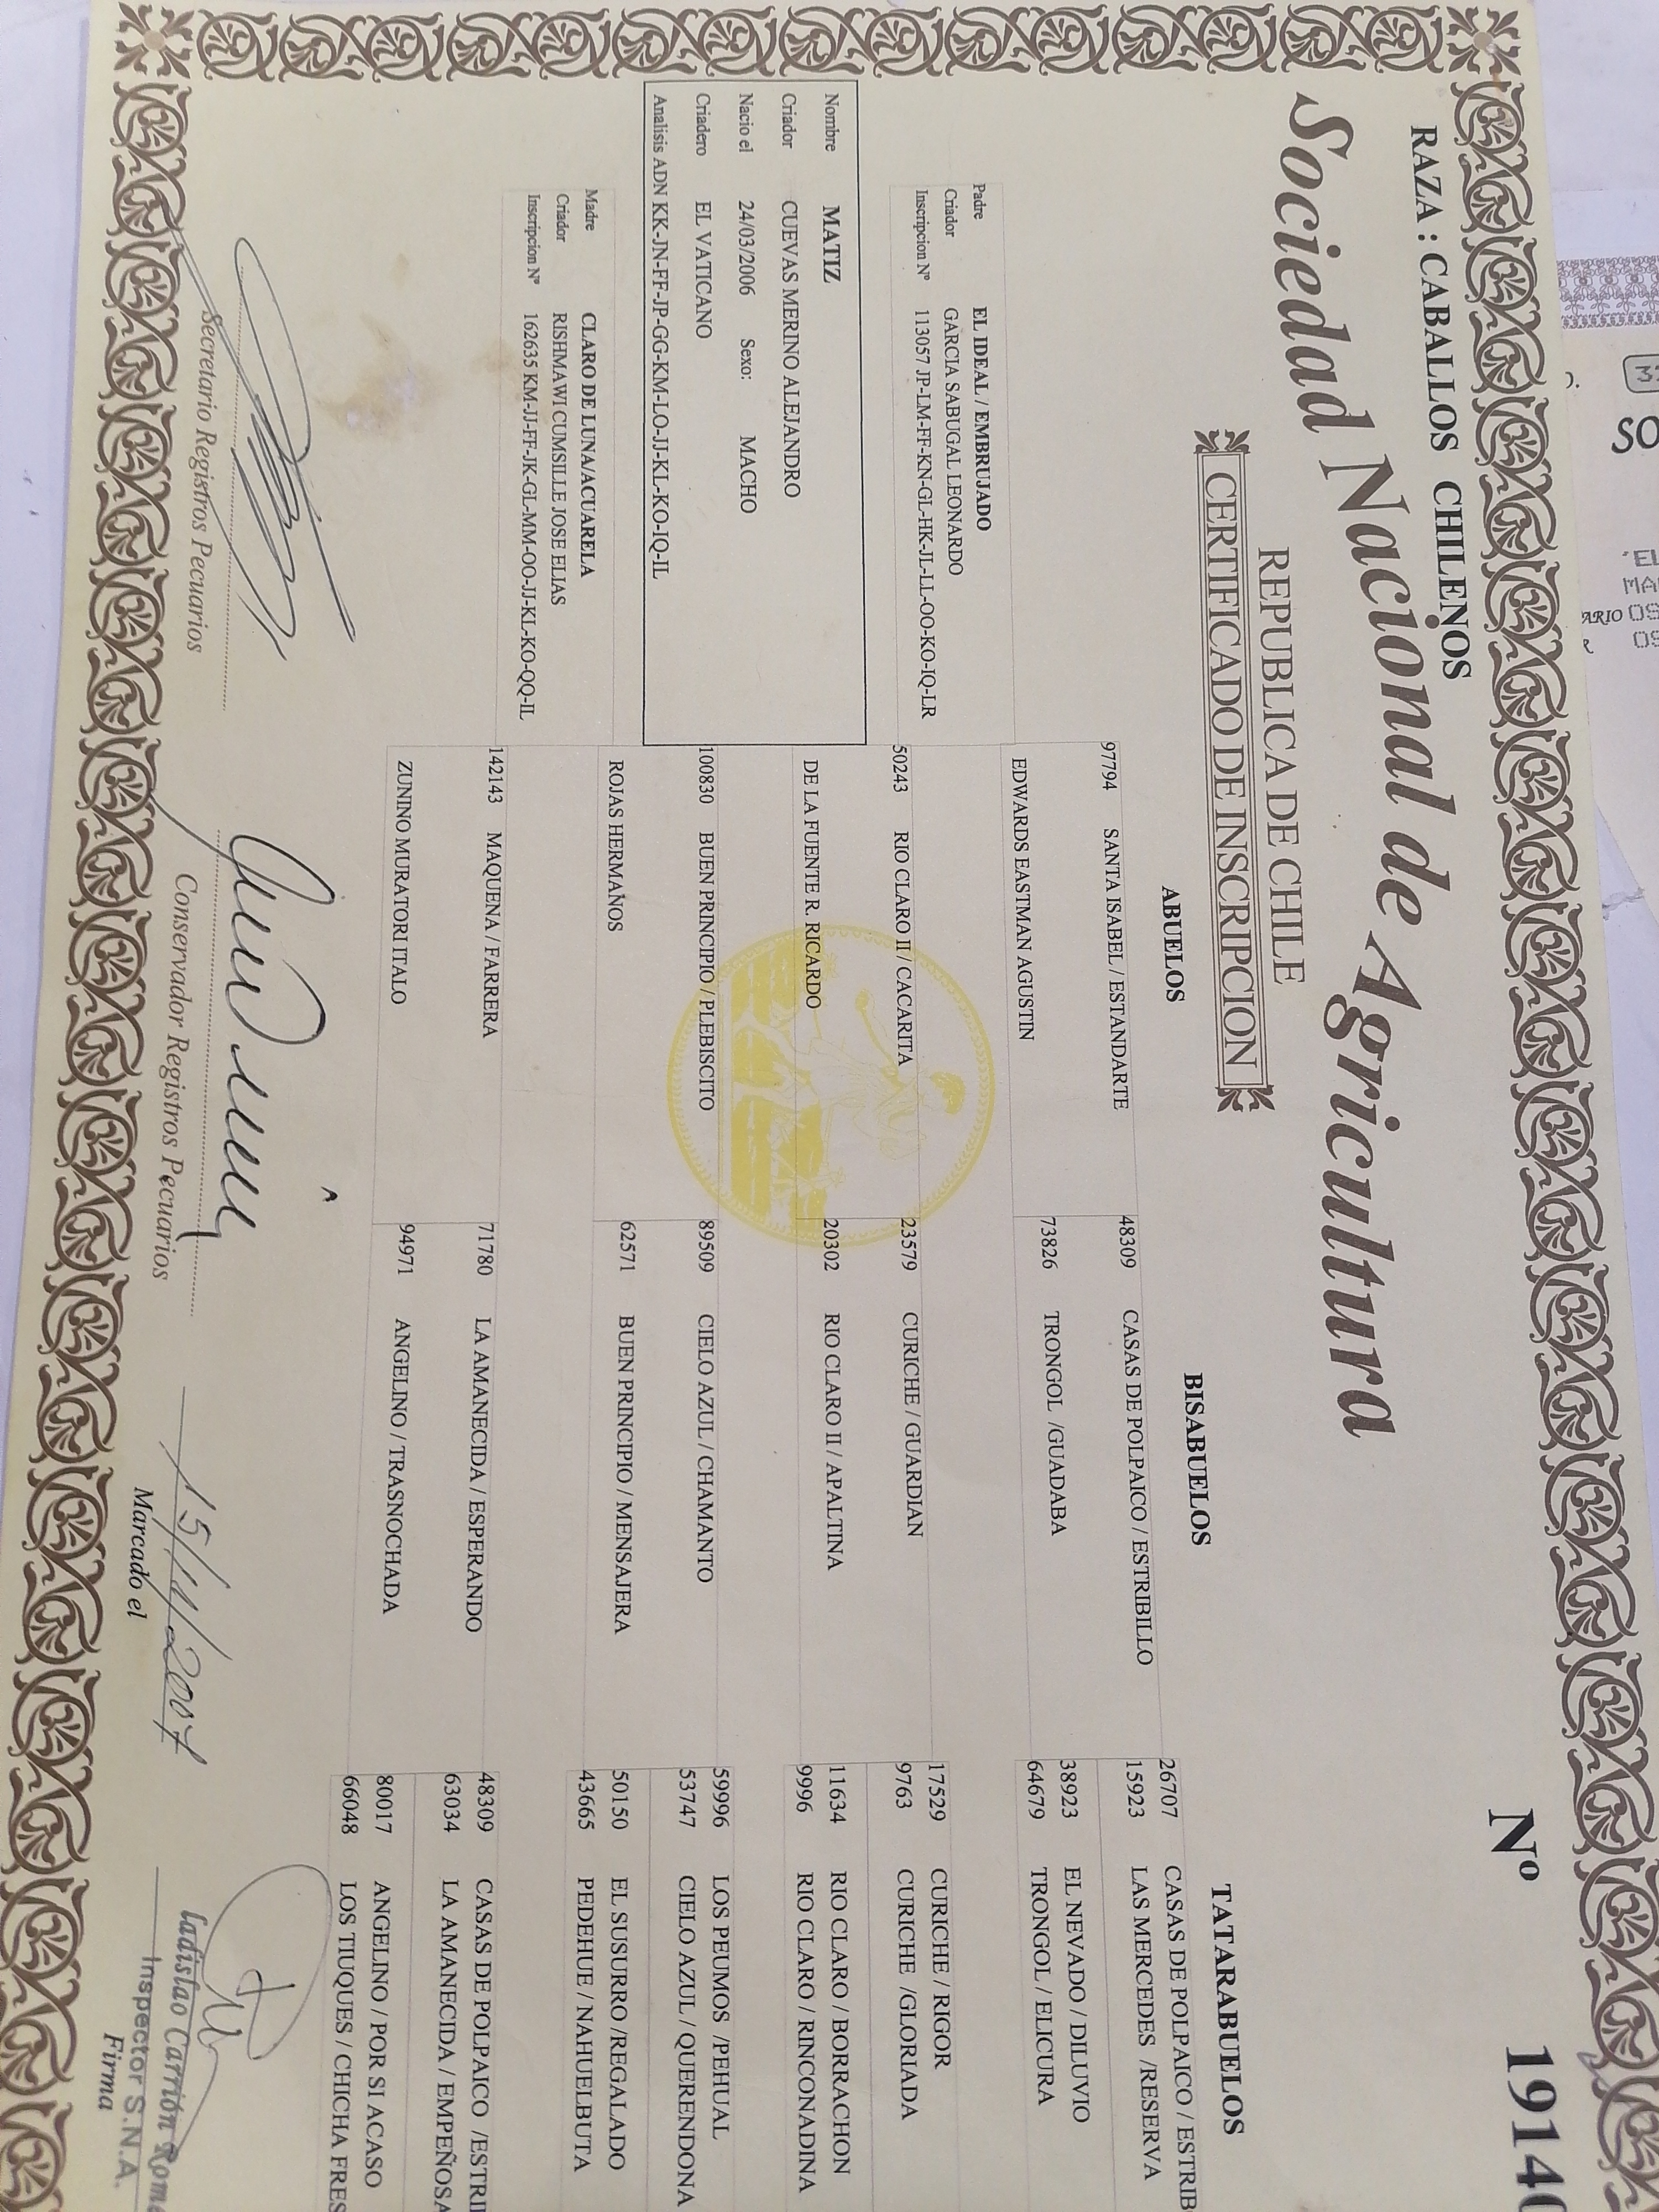 RAZA : CABALLOS CHILENOS
Nº 1914
Sociedad Nacional de Agricultura
REPUBLICA DE CHILE
CERTIFICADO DE INSCRIPCION
ABUELOS
BISABUELOS
TATARABUELOS
Padre EL IDEAL / EMBRUJADO
Criador GARCIA SABUGAL LEONARDO
Inscripcion Nº 113057 JP-LM-FF-KN-GL-HK-JL-LL-OO-KO-IQ-LR
Nombre MATIZ
Criador CUEVAS MERINO ALEJANDRO
Nacio el 24/03/2006 Sexo: MACHO
Criadero EL VATICANO
Analisis ADN KK-JN-FF-JP-GG-KM-LO-JJ-KL-KO-IQ-IL
Madre CLARO DE LUNA/ACUARELA
Criador RISHMAWI CUMSILLE JOSE ELIAS
Inscripcion Nº 162635 KM-JJ-FF-JK-GL-MM-OO-JJ-KL-KO-QQ-IL
97794 SANTA ISABEL / ESTANDARTE
EDWARDS EASTMAN AGUSTIN
50243 RIO CLARO II / CACARITA
DE LA FUENTE R. RICARDO
100830 BUEN PRINCIPIO / PLEBISCITO
ROJAS HERMANOS
142143 MAQUENA / FARRERA
ZUNINO MURATORI ITALO
48309 CASAS DE POLPAICO / ESTRIBILLO
73826 TRONGOL /GUADABA
23579 CURICHE / GUARDIAN
20302 RIO CLARO II / APALTINA
89509 CIELO AZUL / CHAMANTO
62571 BUEN PRINCIPIO / MENSAJERA
71780 LA AMANECIDA / ESPERANDO
94971 ANGELINO / TRASNOCHADA
26707 CASAS DE POLPAICO / ESTRIB
15923 LAS MERCEDES /RESERVA
38923 EL NEVADO / DILUVIO
64679 TRONGOL / ELICURA
17529 CURICHE / RIGOR
9763 CURICHE /GLORIADA
11634 RIO CLARO / BORRACHON
9996 RIO CLARO / RINCONADINA
59996 LOS PEUMOS /PEHUAL
53747 CIELO AZUL / QUERENDONA
50150 EL SUSURRO /REGALADO
43665 PEDEHUE / NAHUELBUTA
48309 CASAS DE POLPAICO /ESTRI
63034 LA AMANECIDA / EMPEÑOSA
80017 ANGELINO / POR SI ACASO
66048 LOS TIUQUES / CHICHA FRES
Secretario Registros Pecuarios
Conservador Registros Pecuarios
15/11/2007
Marcado el
Ladislao Carrión Rome
Inspector S.N.A.
Firma
SO